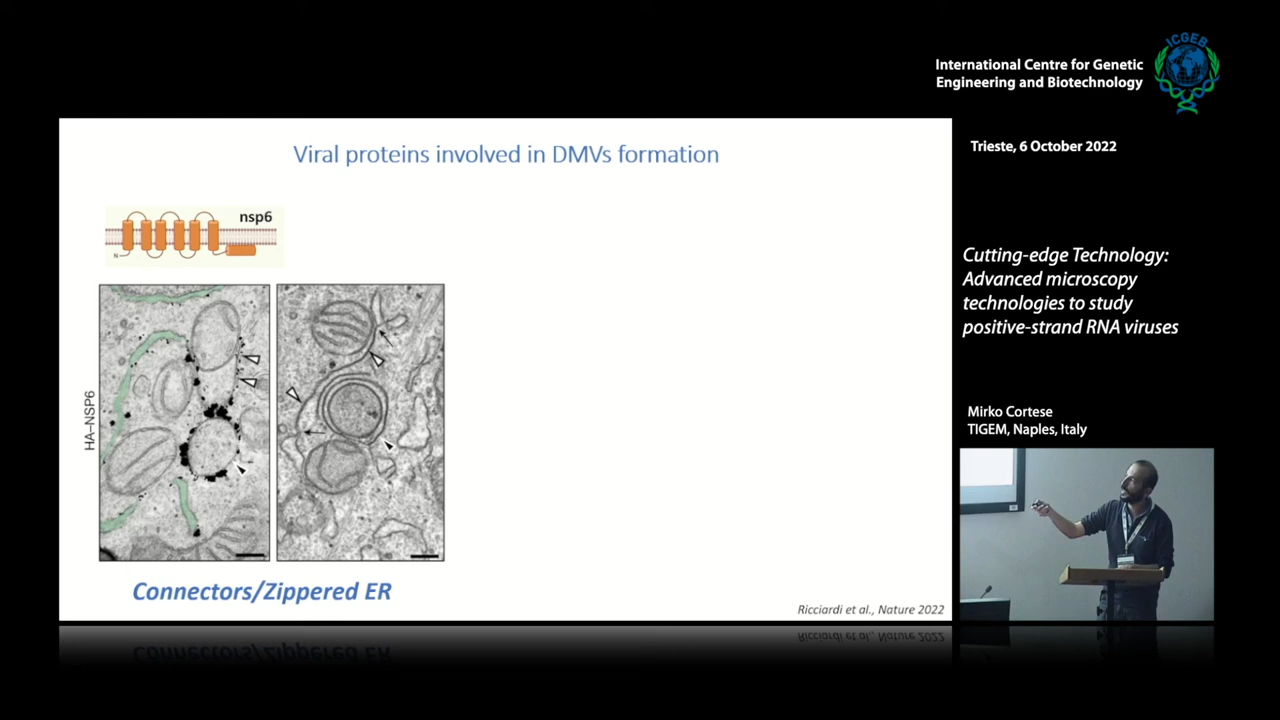 International Centre for Genetic
Engineering and Biotechnology
ICGEB
Trieste, 6 October 2022
Viral proteins involved in DMVs formation
nsp6
N
HA–NSP6
Connectors/Zippered ER
Ricciardi et al., Nature 2022
Cutting-edge Technology:
Advanced microscopy
technologies to study
positive-strand RNA viruses
Mirko Cortese
TIGEM, Naples, Italy